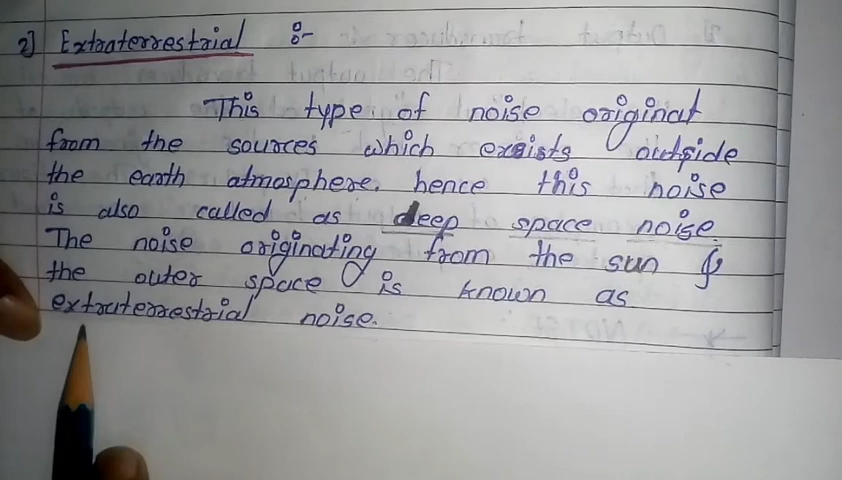 2] Extraterrestrial :-
This type of noise originat
from the sources which exsists outside
the earth atmosphere. hence this noise
is also called as deep space noise.
The noise originating from the sun &
the outer space is known as
extraterrestrial noise.